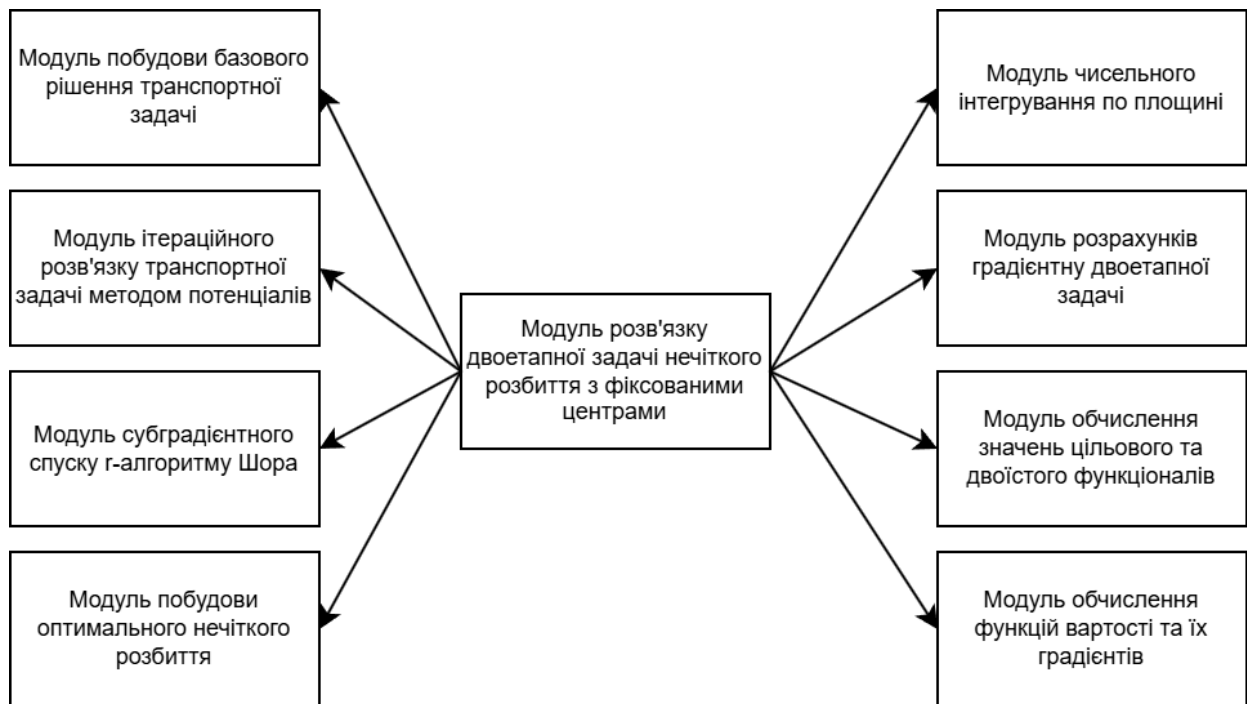 Модуль побудови базового
рішення транспортної
задачі
Модуль ітераційного
розв'язку транспортної
задачі методом потенціалів
Модуль субградієнтного
спуску r-алгоритму Шора
Модуль побудови
оптимального нечіткого
розбиття
Модуль розв'язку
двоетапної задачі нечіткого
розбиття з фіксованими
центрами
Модуль чисельного
інтегрування по площині
Модуль розрахунків
градієнтну двоетапної
задачі
Модуль обчислення
значень цільового та
двоїстого функціоналів
Модуль обчислення
функцій вартості та їх
градієнтів